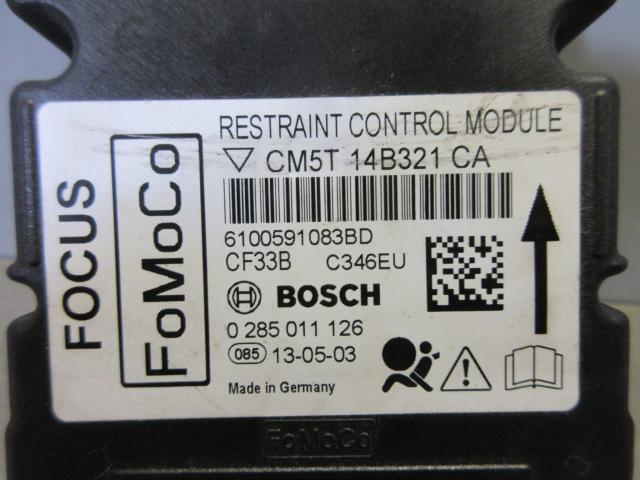 FOCUS
FoMoCo
RESTRAINT CONTROL MODULE
CM5T 14B321 CA
6100591083BD
CF33B C346EU
BOSCH
0 285 011 126
085 13-05-03
Made in Germany
FoMoCo